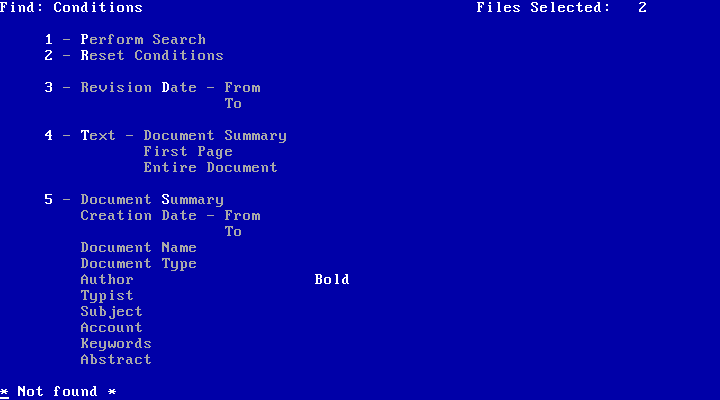 Find: Conditions Files Selected: 2
1 - Perform Search
2 - Reset Conditions
3 - Revision Date - From
To
4 - Text - Document Summary
First Page
Entire Document
5 - Document Summary
Creation Date - From
To
Document Name
Document Type
Author Bold
Typist
Subject
Account
Keywords
Abstract
* Not found *